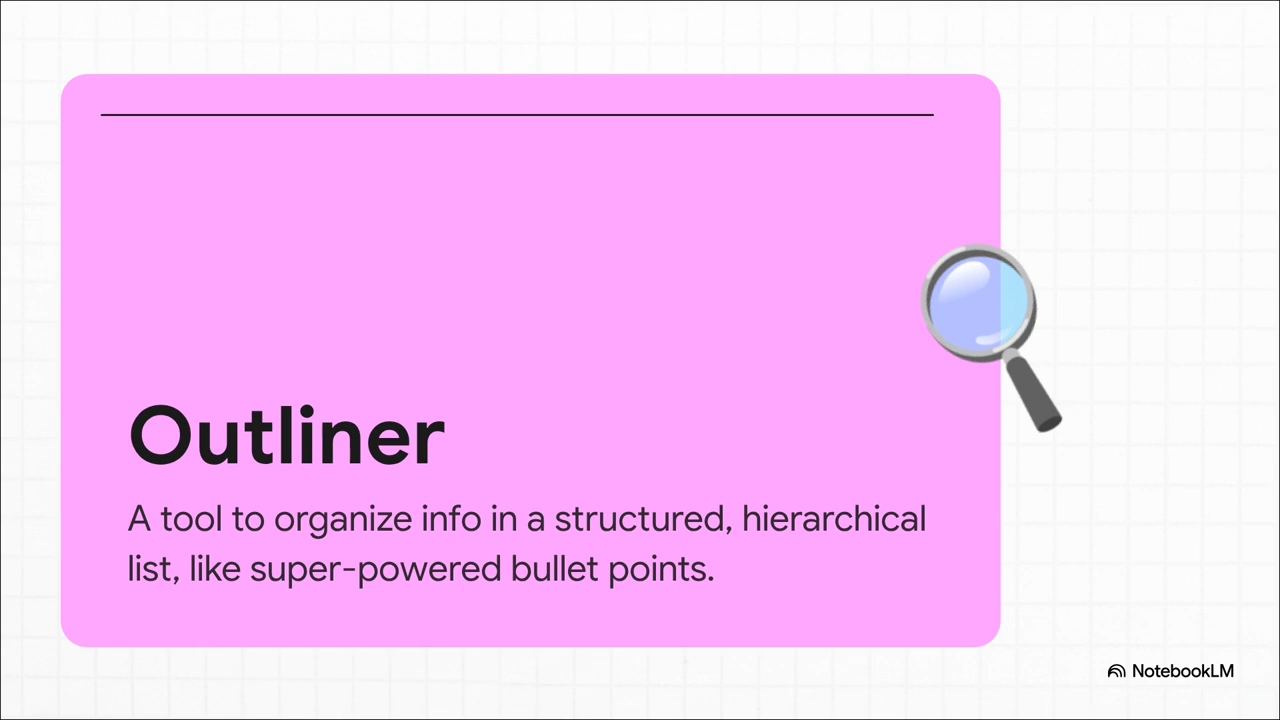 Outliner
A tool to organize info in a structured, hierarchical
list, like super-powered bullet points.
NotebookLM